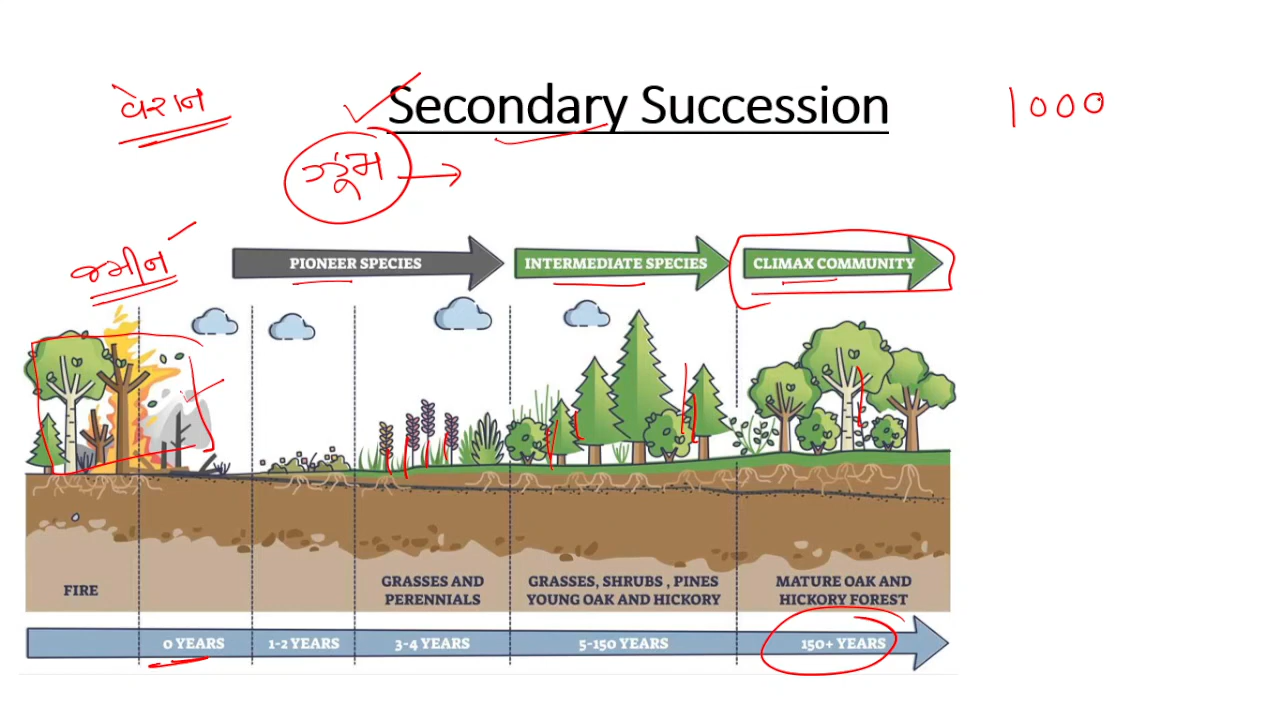 વેરાન
Secondary Succession
1000
ઝુમ
જમીન
PIONEER SPECIES
INTERMEDIATE SPECIES
CLIMAX COMMUNITY
FIRE
GRASSES AND
PERENNIALS
GRASSES, SHRUBS , PINES
YOUNG OAK AND HICKORY
MATURE OAK AND
HICKORY FOREST
0 YEARS
1-2 YEARS
3-4 YEARS
5-150 YEARS
150+ YEARS